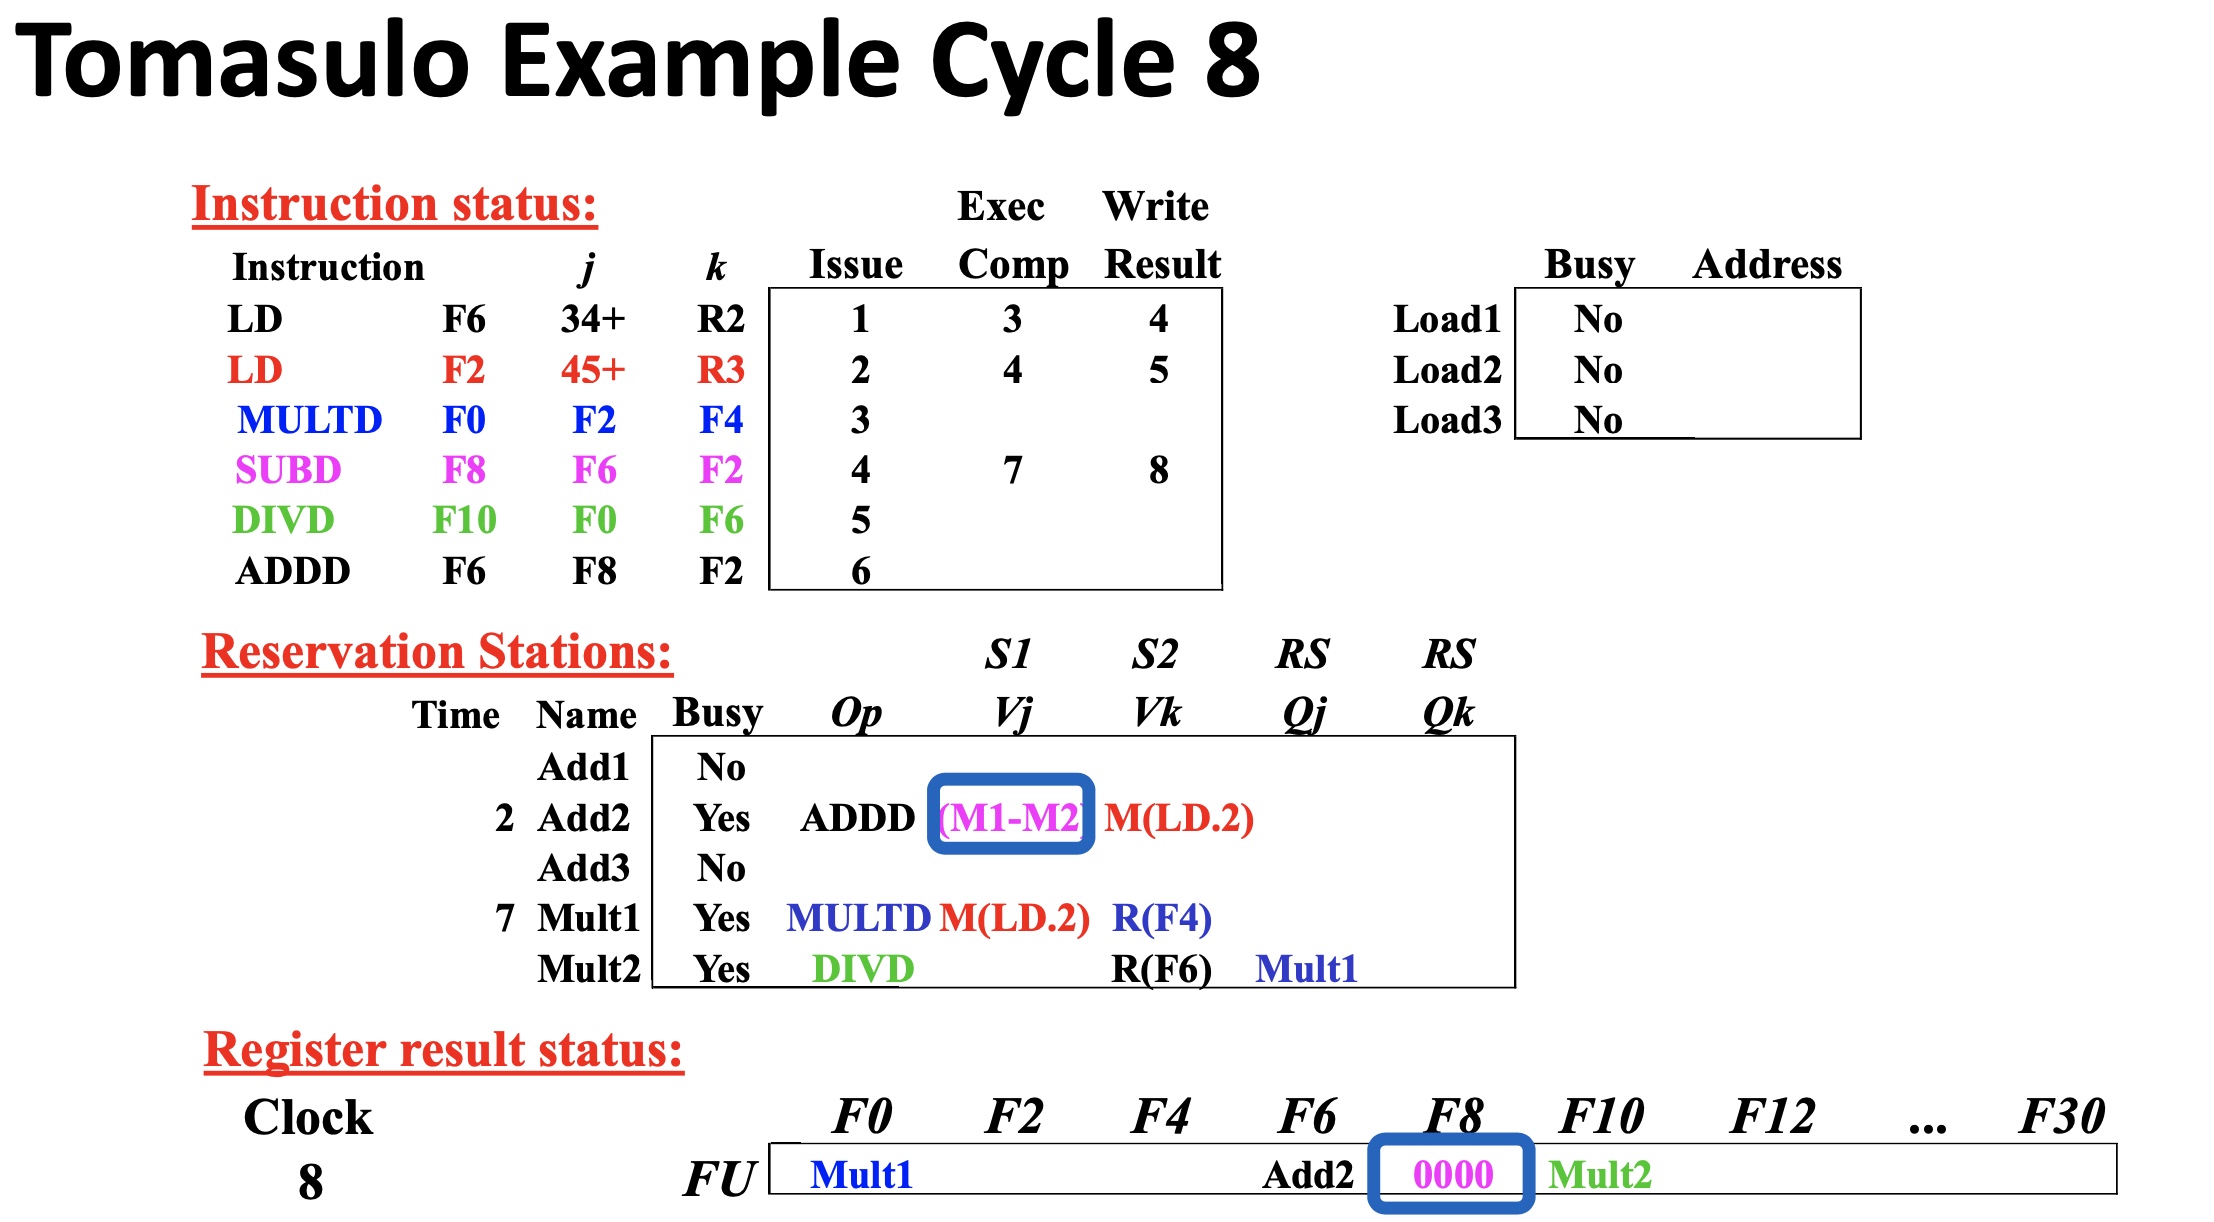 Tomasulo Example Cycle 8
Instruction status: Exec Write
Instruction j k Issue Comp Result Busy Address
LD F6 34+ R2 1 3 4 Load1 No
LD F2 45+ R3 2 4 5 Load2 No
MULTD F0 F2 F4 3 Load3 No
SUBD F8 F6 F2 4 7 8
DIVD F10 F0 F6 5
ADDD F6 F8 F2 6
Reservation Stations: S1 S2 RS RS
Time Name Busy Op Vj Vk Qj Qk
Add1 No
2 Add2 Yes ADDD (M1-M2) M(LD.2)
Add3 No
7 Mult1 Yes MULTD M(LD.2) R(F4)
Mult2 Yes DIVD R(F6) Mult1
Register result status:
Clock F0 F2 F4 F6 F8 F10 F12 ... F30
8 FU Mult1 Add2 0000 Mult2